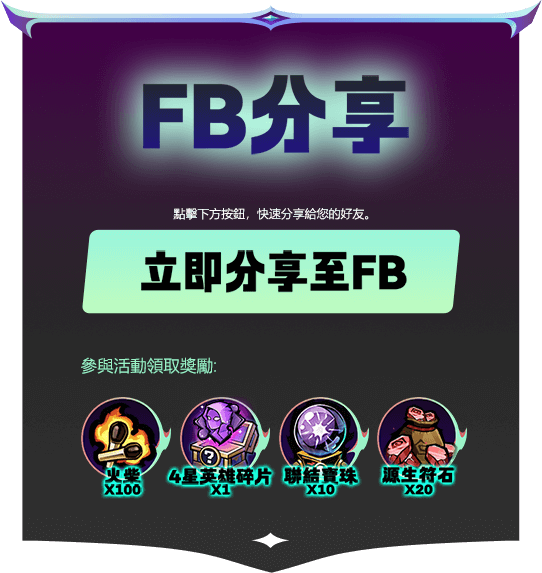 FB分享
點擊下方按鈕，快速分享給您的好友。
立即分享至FB
參與活動領取獎勵:
火柴
X100
4星英雄碎片
X1
聯結寶珠
X10
源生符石
X20